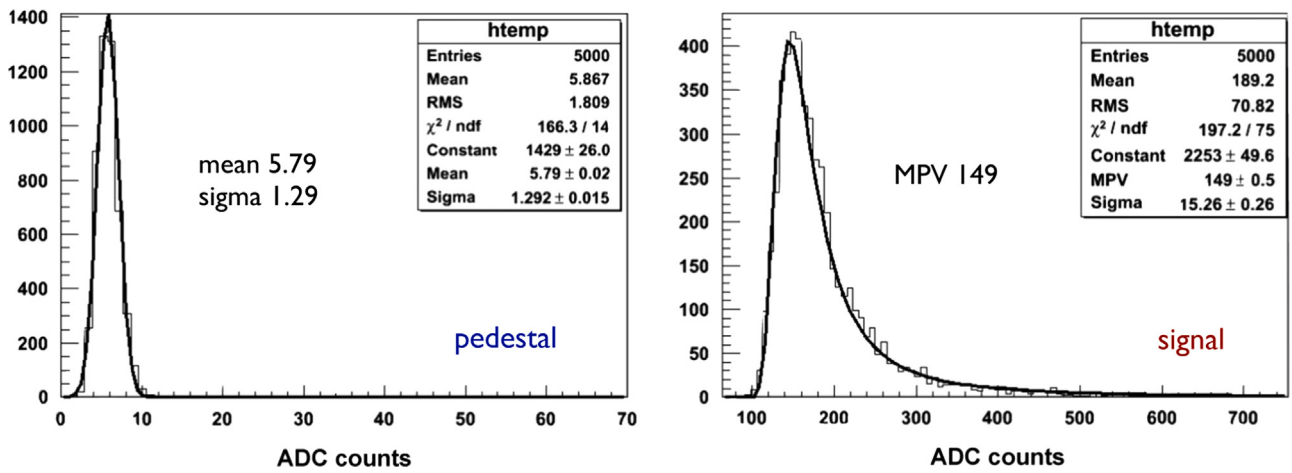 1400
1200
1000
800
600
400
200
0
htemp
Entries 5000
Mean 5.867
RMS 1.809
χ² / ndf 166.3 / 14
Constant 1429 ± 26.0
Mean 5.79 ± 0.02
Sigma 1.292 ± 0.015
mean 5.79
sigma 1.29
pedestal
0 10 20 30 40 50 60 70
ADC counts
400
350
300
250
200
150
100
50
0
htemp
Entries 5000
Mean 189.2
RMS 70.82
χ² / ndf 197.2 / 75
Constant 2253 ± 49.6
MPV 149 ± 0.5
Sigma 15.26 ± 0.26
MPV 149
signal
100 200 300 400 500 600 700
ADC counts